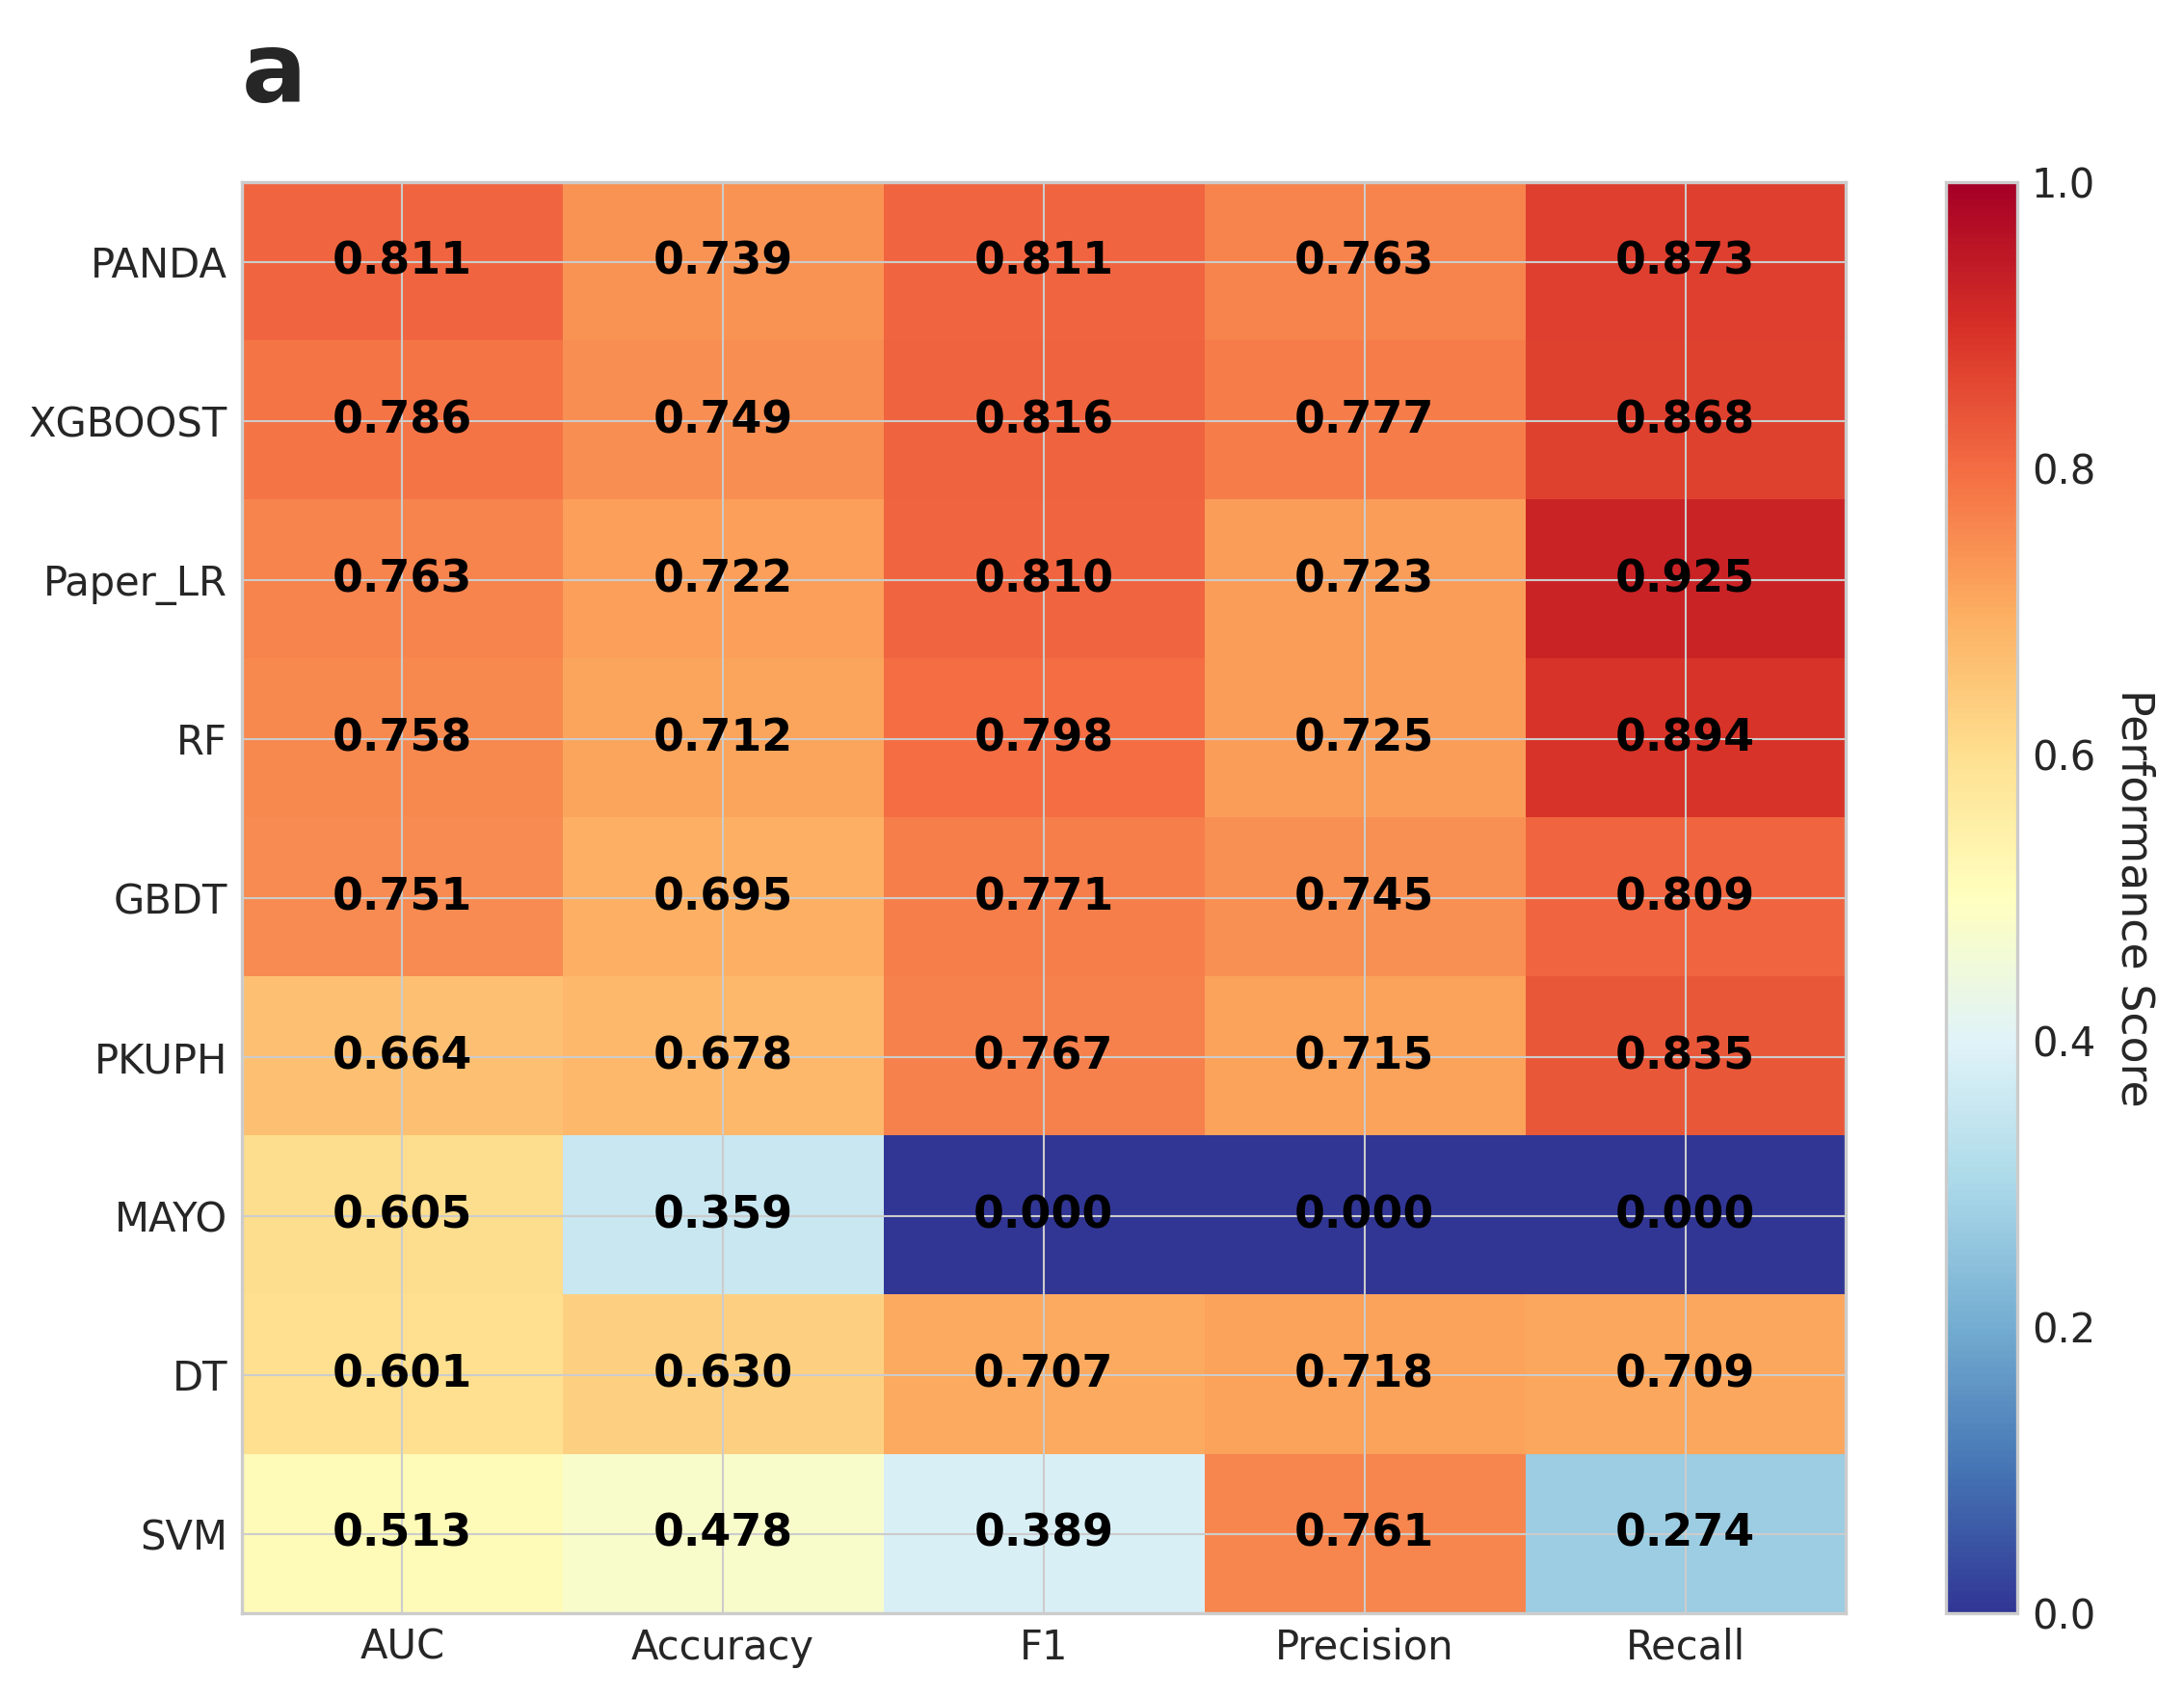 a
PANDA 0.811 0.739 0.811 0.763 0.873
XGBOOST 0.786 0.749 0.816 0.777 0.868
Paper_LR 0.763 0.722 0.810 0.723 0.925
RF 0.758 0.712 0.798 0.725 0.894
GBDT 0.751 0.695 0.771 0.745 0.809
PKUPH 0.664 0.678 0.767 0.715 0.835
MAYO 0.605 0.359 0.000 0.000 0.000
DT 0.601 0.630 0.707 0.718 0.709
SVM 0.513 0.478 0.389 0.761 0.274
AUC Accuracy F1 Precision Recall
1.0
0.8
0.6
0.4
0.2
0.0
Performance Score